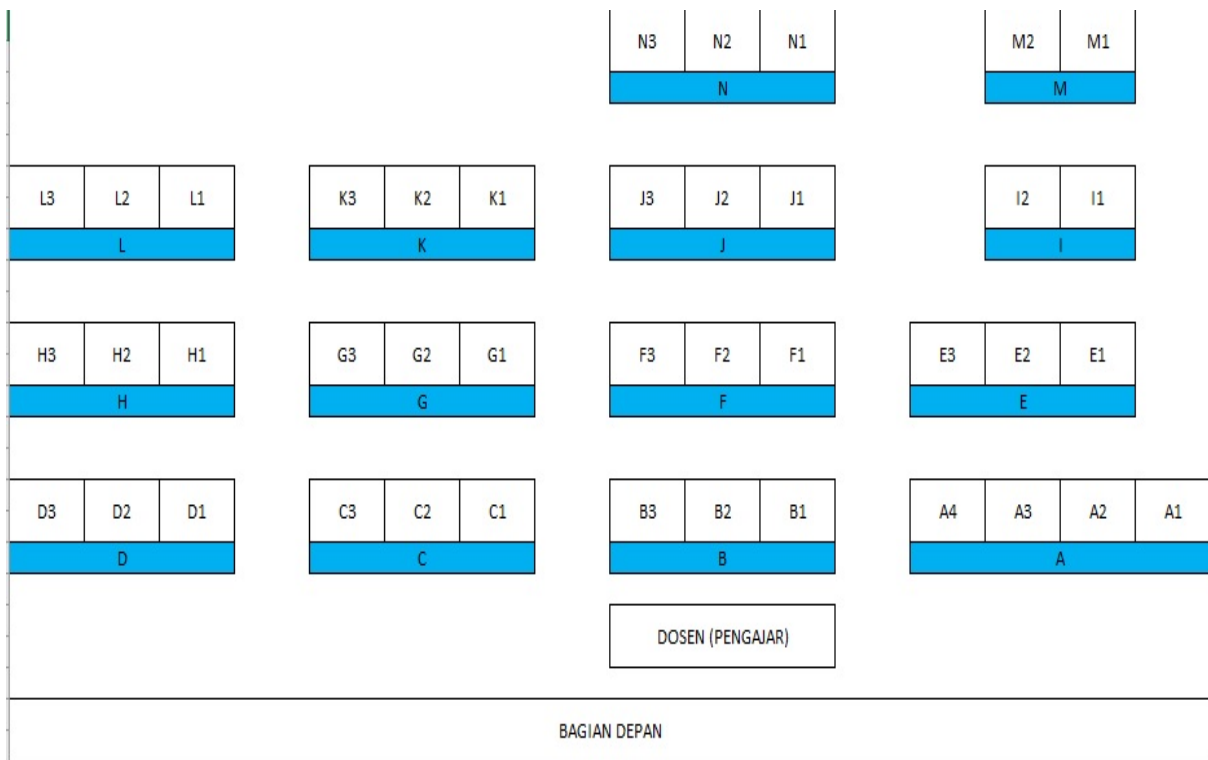 N3 N2 N1 M2 M1
N M
L3 L2 L1 K3 K2 K1 J3 J2 J1 I2 I1
L K J I
H3 H2 H1 G3 G2 G1 F3 F2 F1 E3 E2 E1
H G F E
D3 D2 D1 C3 C2 C1 B3 B2 B1 A4 A3 A2 A1
D C B A
DOSEN (PENGAJAR)
BAGIAN DEPAN